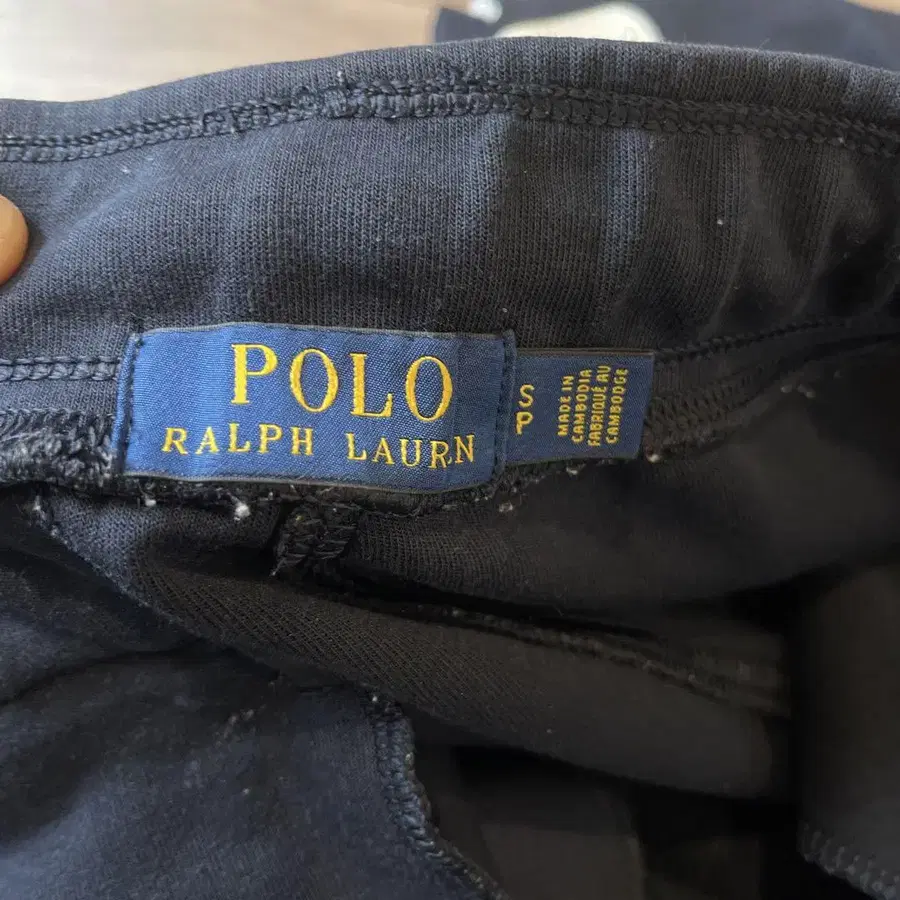 POLO
RALPH LAURN
S
P
MADE IN
CAMBODIA
FABRIQUÉ AU
CAMBODGE